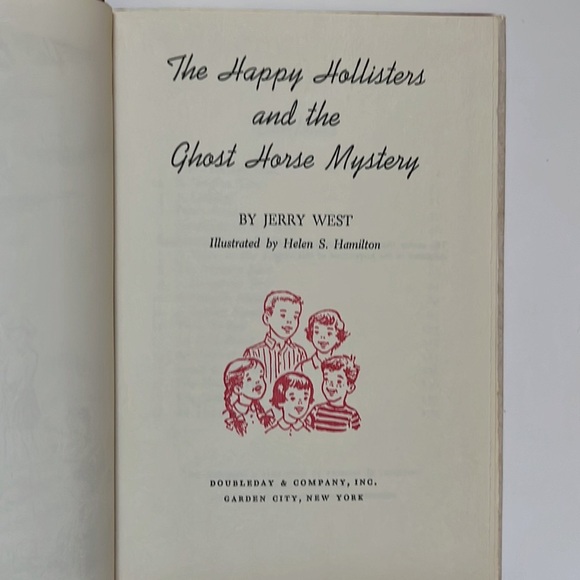 The Happy Hollisters
and the
Ghost Horse Mystery
BY JERRY WEST
Illustrated by Helen S. Hamilton
DOUBLEDAY & COMPANY, INC.
GARDEN CITY, NEW YORK